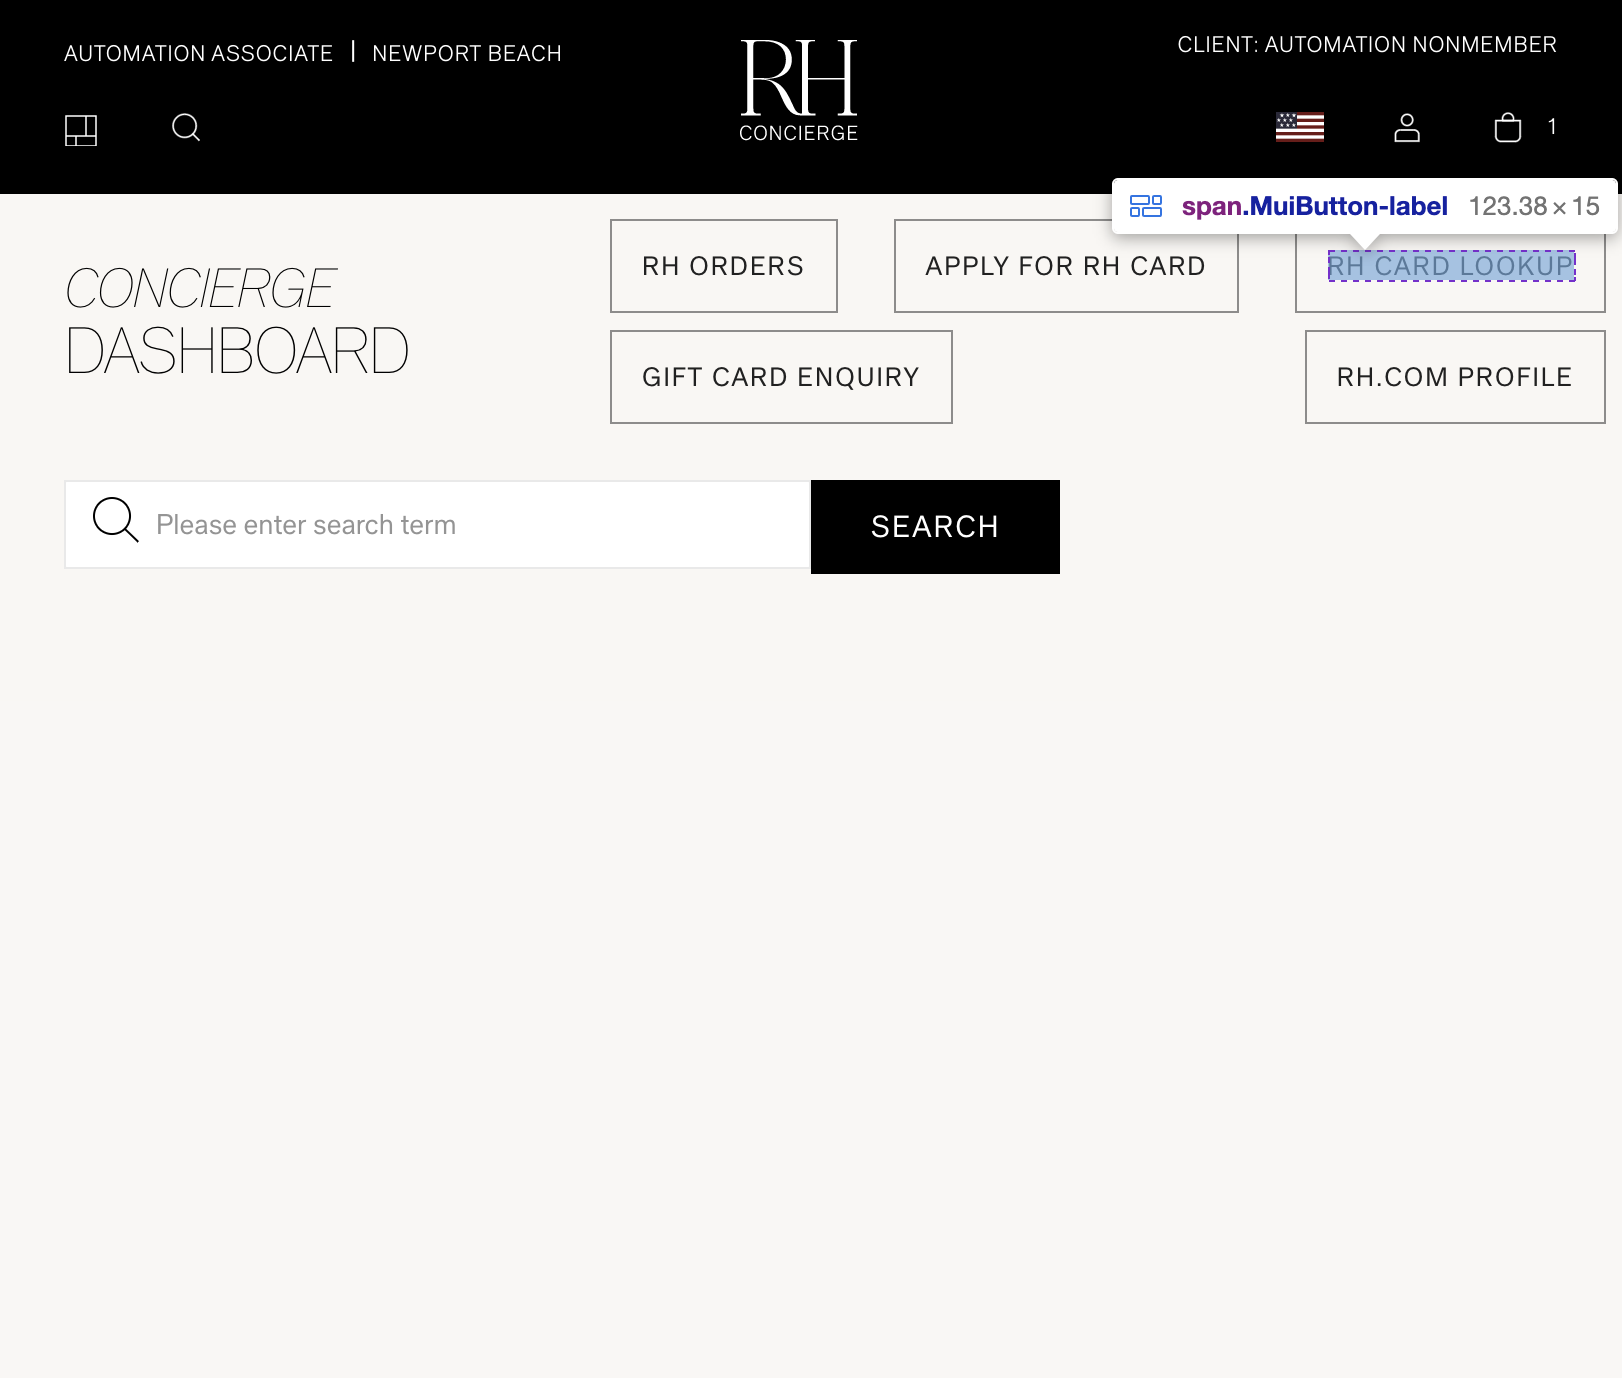 AUTOMATION ASSOCIATE | NEWPORT BEACH
RH
CONCIERGE
CLIENT: AUTOMATION NONMEMBER
1
span.MuiButton-label 123.38 × 15
CONCIERGE
DASHBOARD
RH ORDERS
APPLY FOR RH CARD
RH CARD LOOKUP
GIFT CARD ENQUIRY
RH.COM PROFILE
Please enter search term
SEARCH